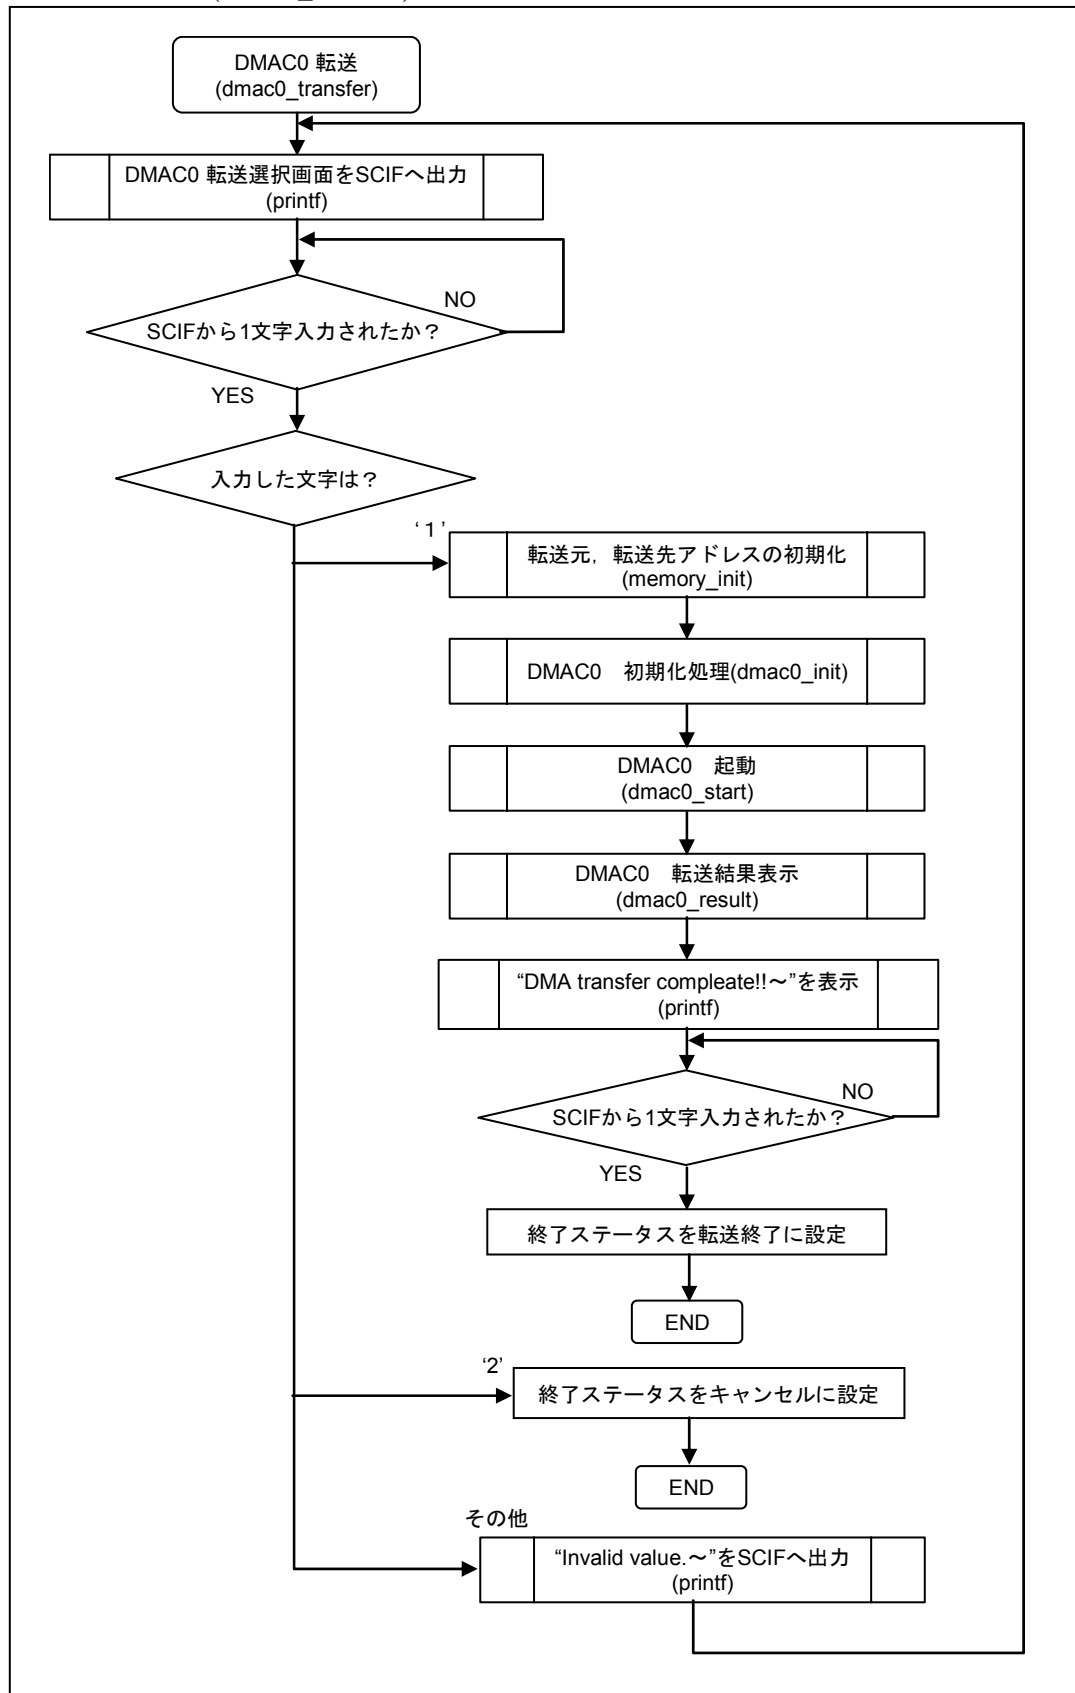 DMAC0 転送
(dmac0_transfer)
DMAC0 転送選択画面をSCIFへ出力
(printf)
NO
SCIFから1文字入力されたか？
YES
入力した文字は？
‘１’
転送元，転送先アドレスの初期化
(memory_init)
DMAC0　初期化処理(dmac0_init)
DMAC0　起動
(dmac0_start)
DMAC0　転送結果表示
(dmac0_result)
“DMA transfer compleate!!～”を表示
(printf)
NO
SCIFから1文字入力されたか？
YES
終了ステータスを転送終了に設定
END
‘2’
終了ステータスをキャンセルに設定
END
その他
“Invalid value.～”をSCIFへ出力
(printf)